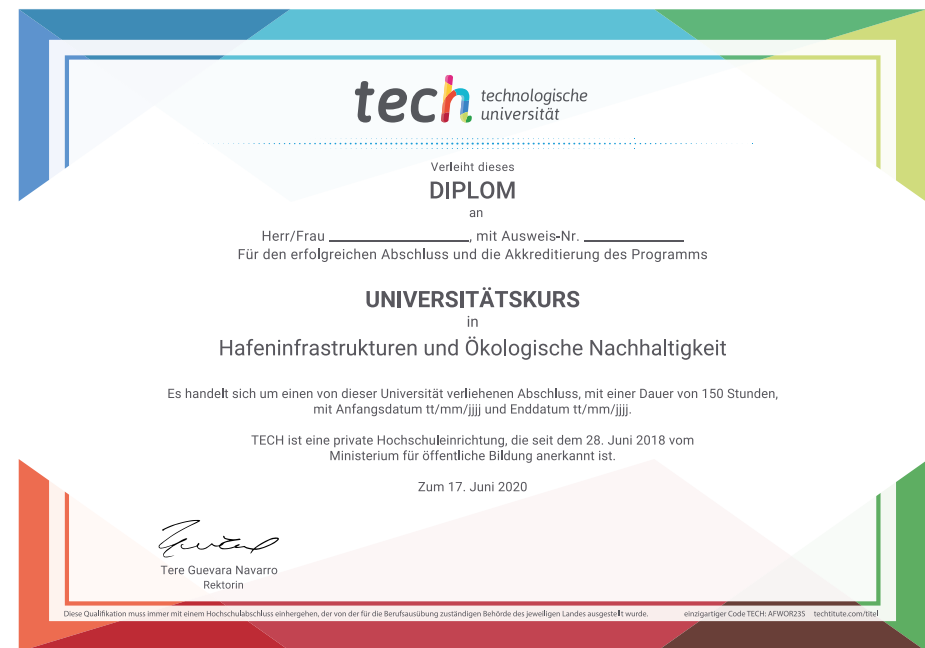 tech technologische
universität
Verleiht dieses
DIPLOM
an
Herr/Frau ____________________, mit Ausweis-Nr. ______________
Für den erfolgreichen Abschluss und die Akkreditierung des Programms
UNIVERSITÄTSKURS
in
Hafeninfrastrukturen und Ökologische Nachhaltigkeit
Es handelt sich um einen von dieser Universität verliehenen Abschluss, mit einer Dauer von 150 Stunden,
mit Anfangsdatum tt/mm/jjjj und Enddatum tt/mm/jjjj.
TECH ist eine private Hochschuleinrichtung, die seit dem 28. Juni 2018 vom
Ministerium für öffentliche Bildung anerkannt ist.
Zum 17. Juni 2020
Tere Guevara Navarro
Rektorin
Diese Qualifikation muss immer mit einem Hochschulabschluss einhergehen, der von der für die Berufsausübung zuständigen Behörde des jeweiligen Landes ausgestellt wurde. einzigartiger Code TECH: AFWOR23S techtitute.com/titel